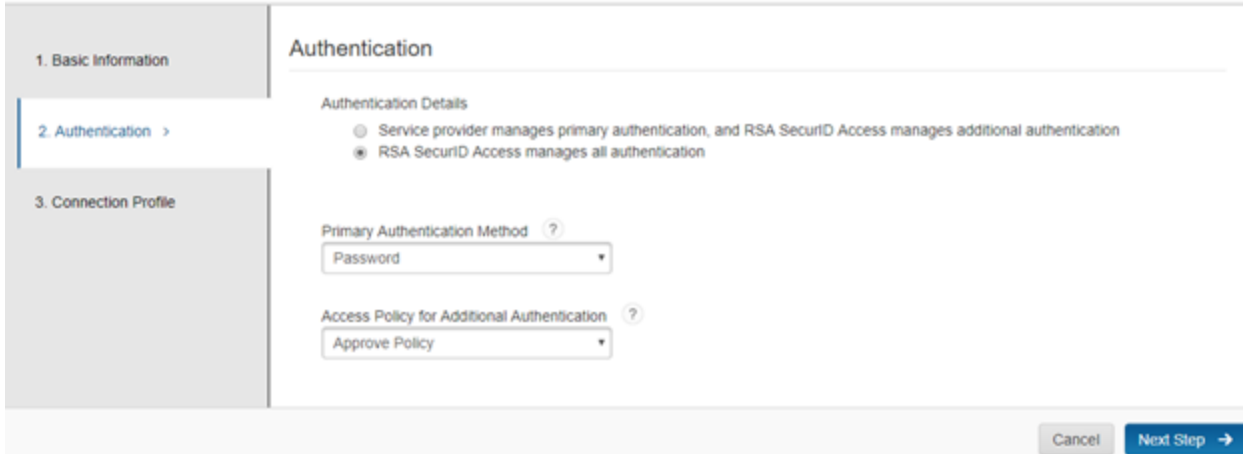 1. Basic Information
2. Authentication >
3. Connection Profile
Authentication
Authentication Details
Service provider manages primary authentication, and RSA SecurID Access manages additional authentication
RSA SecurID Access manages all authentication
Primary Authentication Method ?
Password
Access Policy for Additional Authentication ?
Approve Policy
Cancel Next Step →